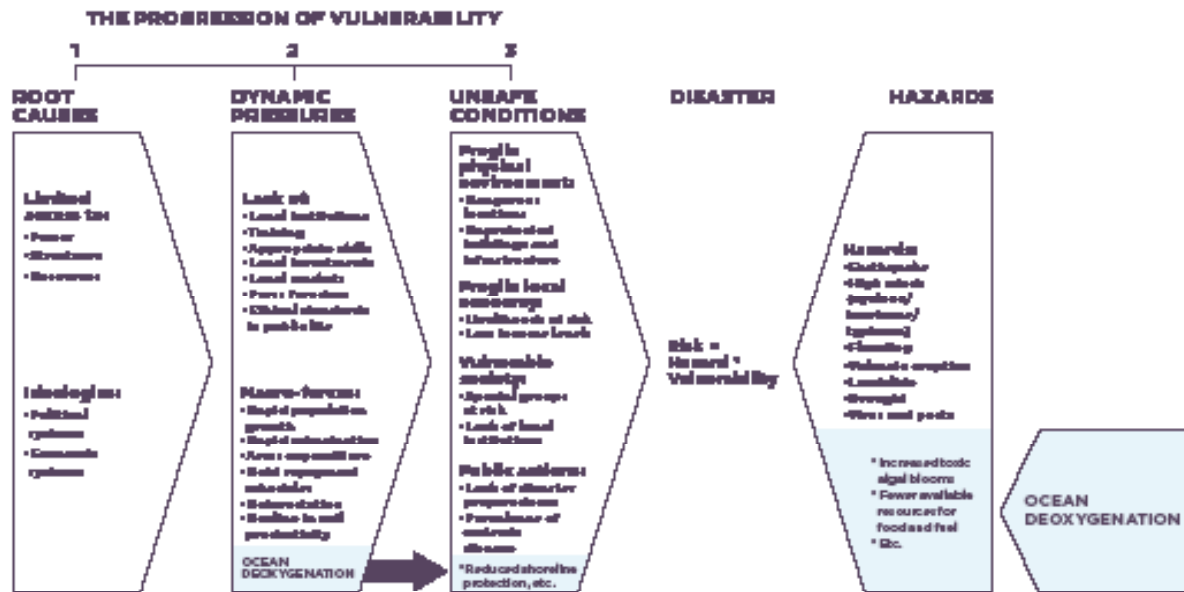 THE PROGRESSION OF VULNERABILITY
1
2
3
ROOT
CAUSES
DYNAMIC
PRESSURES
UNSAFE
CONDITIONS
DISASTER
HAZARDS
Limited
access to:
• Power
• Structures
• Resources
Ideologies:
• Political
systems
• Economic
systems
Lack of:
• Local institutions
• Training
• Appropriate skills
• Local investments
• Local markets
• Press freedom
• Ethical standards
in public life
Macro-forces:
• Rapid population
growth
• Rapid urbanisation
• Arms expenditure
• Debt repayment
schedules
• Deforestation
• Decline in soil
productivity
OCEAN
DEOXYGENATION
Fragile
physical
environment:
• Dangerous
locations
• Unprotected
buildings and
infrastructure
Fragile local
economy:
• Livelihoods at risk
• Low income levels
Vulnerable
society:
• Special groups
at risk
• Lack of local
institutions
Public actions:
• Lack of disaster
preparedness
• Prevalence of
endemic
disease
*Reduced shoreline
protection, etc.
Risk =
Hazard *
Vulnerability
Hazards:
• Earthquake
• High winds
(cyclone/
hurricane/
typhoon)
• Flooding
• Volcanic eruption
• Landslide
• Drought
• Virus and pests
* Increased toxic
algal blooms
* Fewer available
resources for
food and fuel
* Etc.
OCEAN
DEOXYGENATION